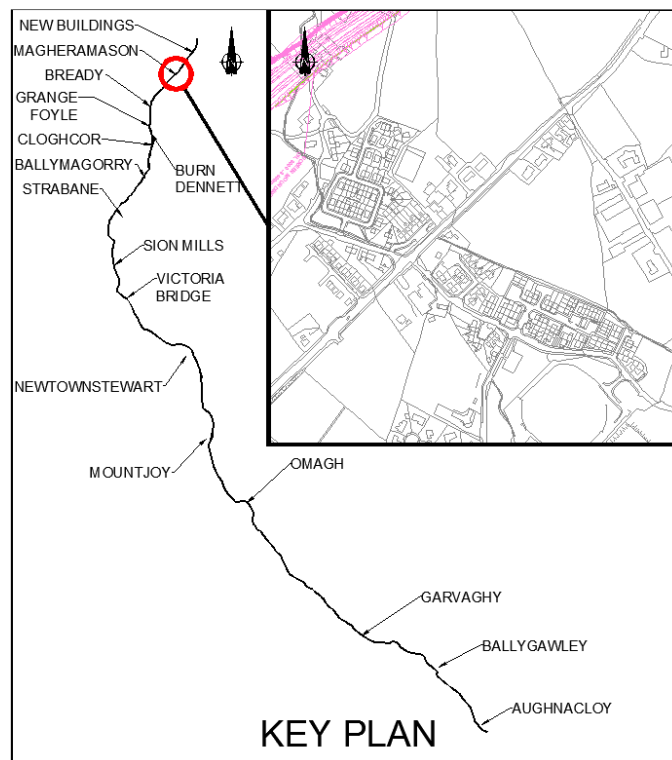 NEW BUILDINGS
MAGHERAMASON
BREADY
GRANGE
FOYLE
CLOGHCOR
BURN
DENNETT
BALLYMAGORRY
STRABANE
SION MILLS
VICTORIA
BRIDGE
NEWTOWNSTEWART
MOUNTJOY
OMAGH
GARVAGHY
BALLYGAWLEY
AUGHNACLOY
KEY PLAN